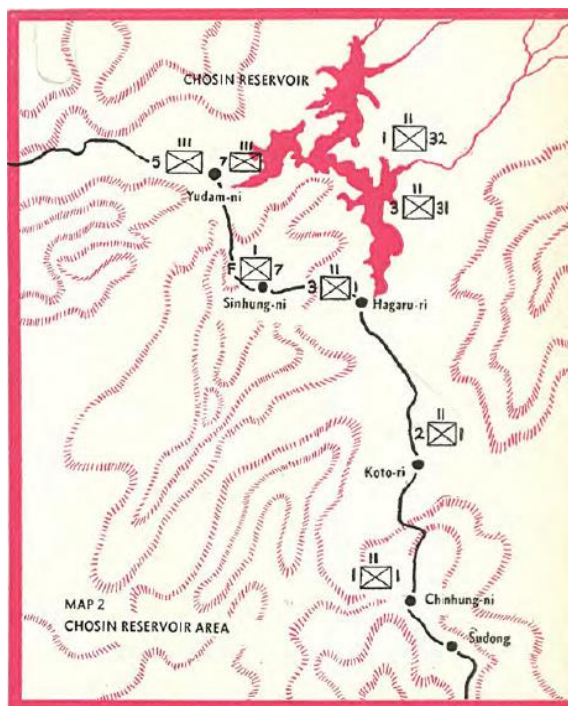 CHOSIN RESERVOIR
II
1 32
III
5
III
7
Yudam-ni
II
3 31
I
F 7
Sinhung-ni
II
3 1
Hagaru-ri
II
2 1
Koto-ri
II
1 1
Chinhung-ni
Sudong
MAP 2
CHOSIN RESERVOIR AREA